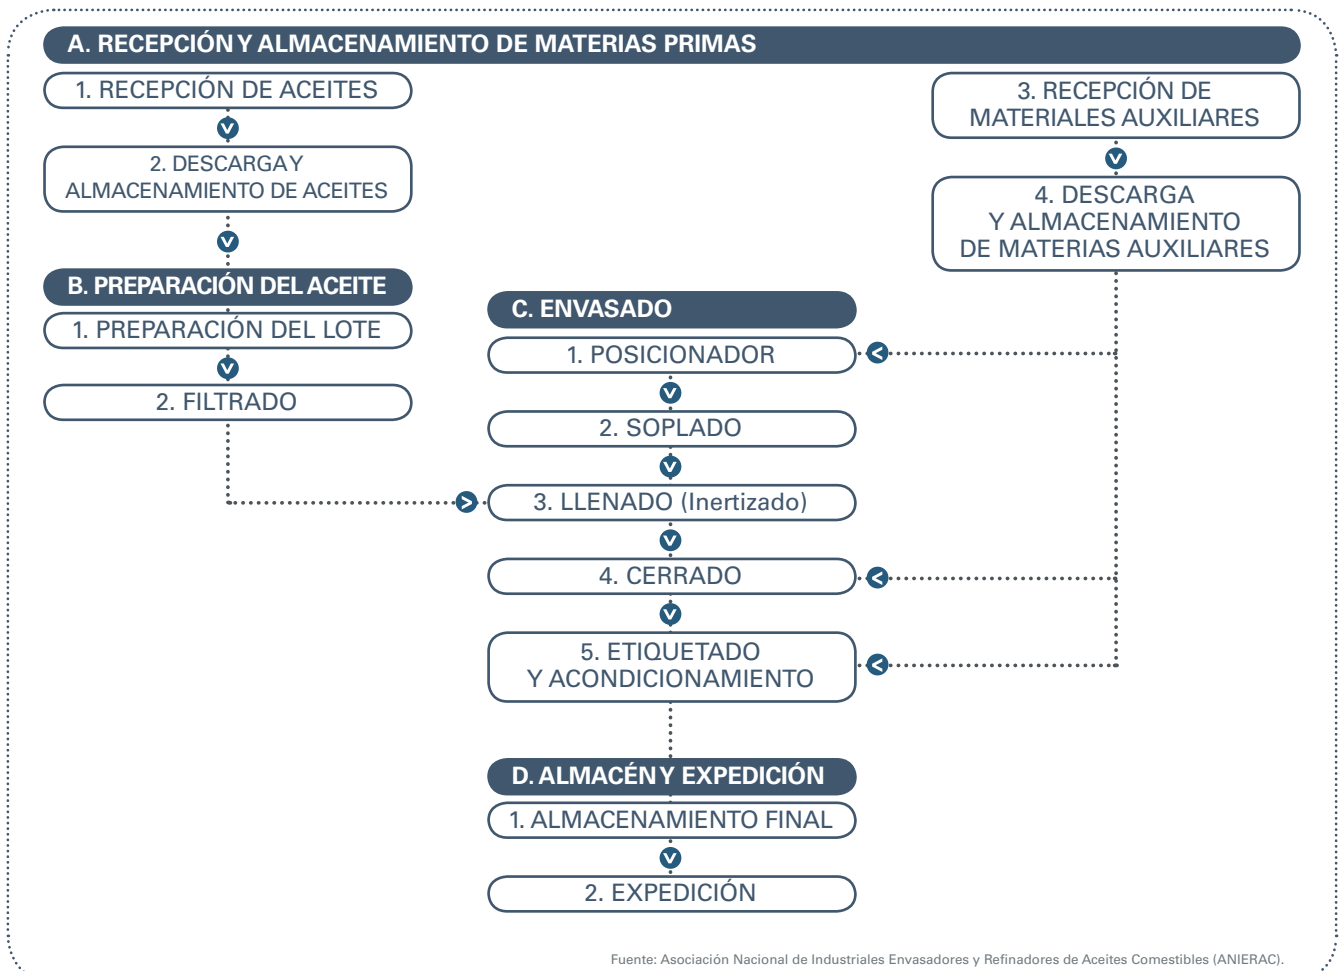 A. RECEPCIÓN Y ALMACENAMIENTO DE MATERIAS PRIMAS
1. RECEPCIÓN DE ACEITES
2. DESCARGA Y
ALMACENAMIENTO DE ACEITES
3. RECEPCIÓN DE
MATERIALES AUXILIARES
4. DESCARGA
Y ALMACENAMIENTO
DE MATERIAS AUXILIARES
B. PREPARACIÓN DEL ACEITE
1. PREPARACIÓN DEL LOTE
2. FILTRADO
C. ENVASADO
1. POSICIONADOR
2. SOPLADO
3. LLENADO (Inertizado)
4. CERRADO
5. ETIQUETADO
Y ACONDICIONAMIENTO
D. ALMACÉN Y EXPEDICIÓN
1. ALMACENAMIENTO FINAL
2. EXPEDICIÓN
Fuente: Asociación Nacional de Industriales Envasadores y Refinadores de Aceites Comestibles (ANIERAC).